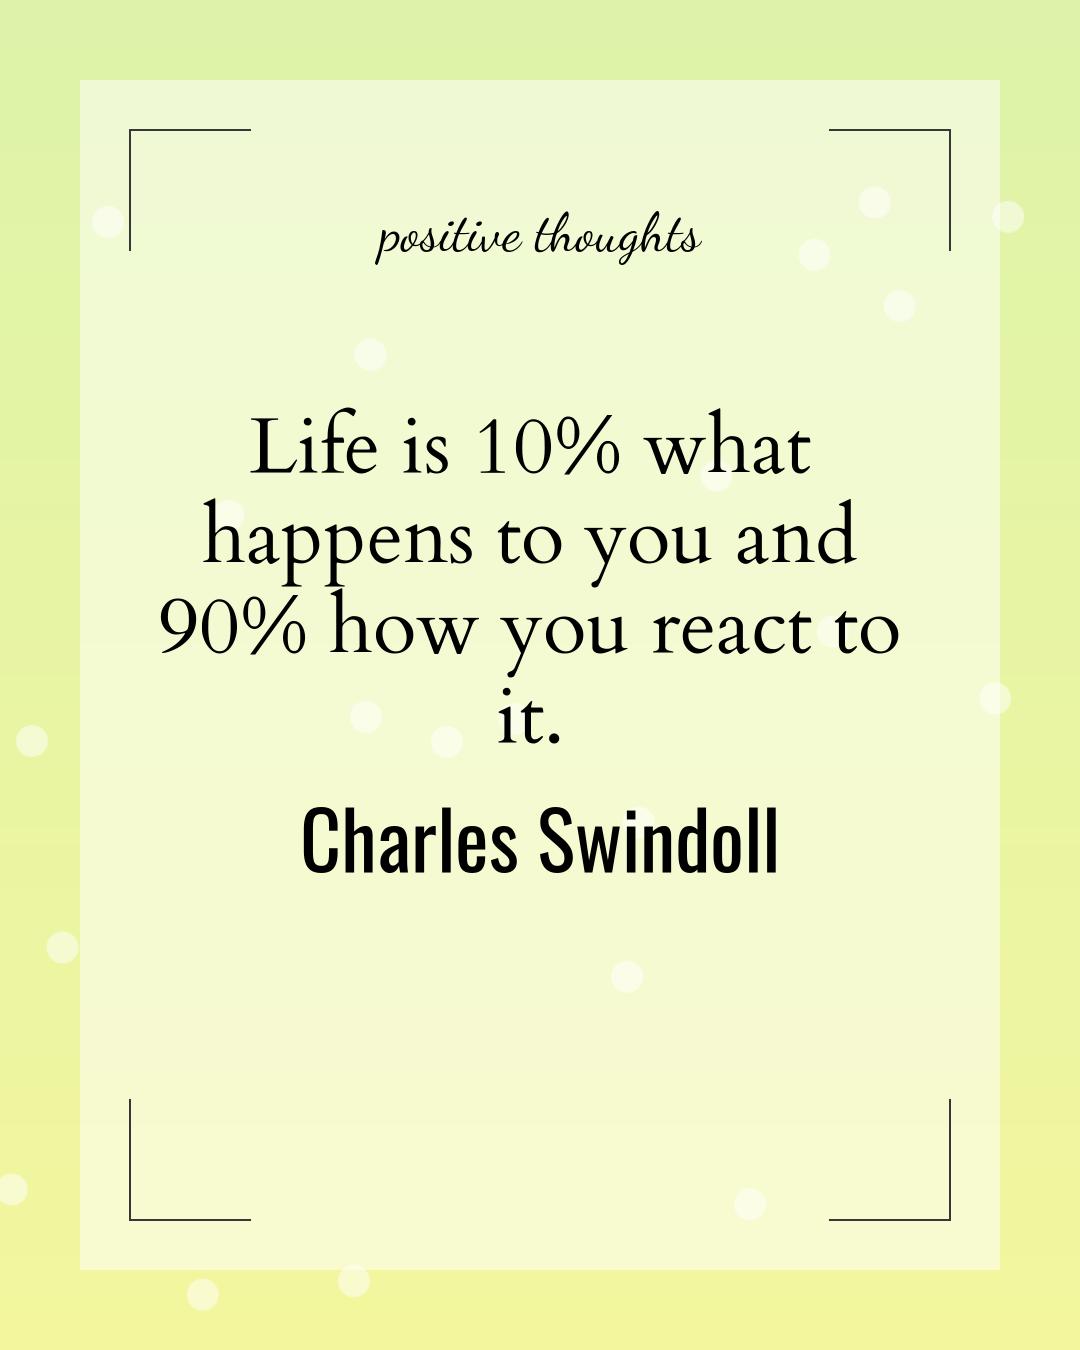 positive thoughts
Life is 10% what
happens to you and
90% how you react to
it.
Charles Swindoll